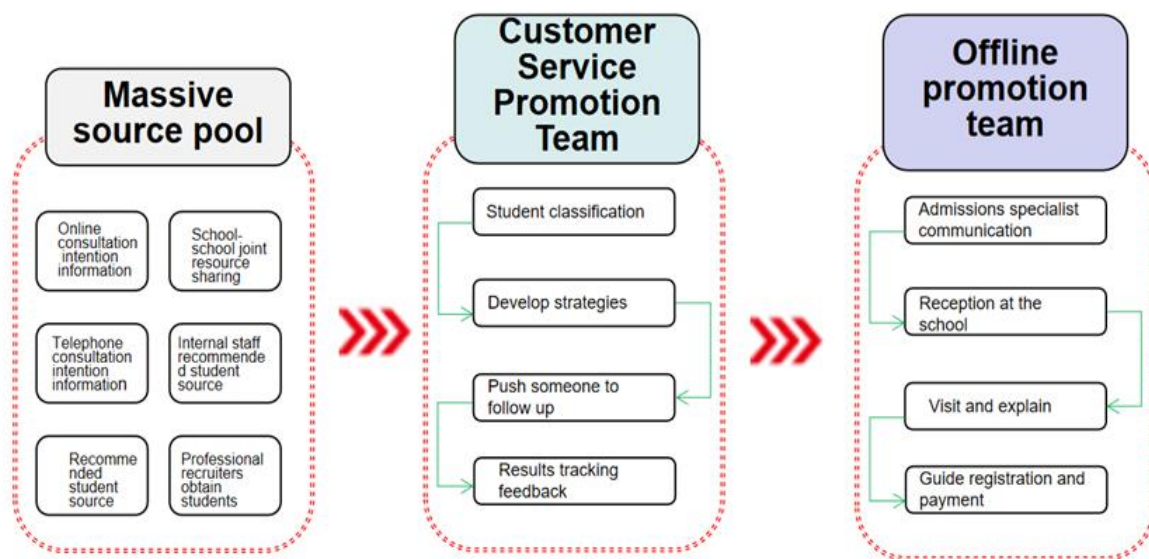 Massive
source pool
Online
consultation
intention
information
School-
school joint
resource
sharing
Telephone
consultation
intention
information
Internal staff
recommende
d student
source
Recomme
nded
student
source
Professional
recruiters
obtain
students
Customer
Service
Promotion
Team
Student classification
Develop strategies
Push someone to
follow up
Results tracking
feedback
Offline
promotion
team
Admissions specialist
communication
Reception at the
school
Visit and explain
Guide registration and
payment